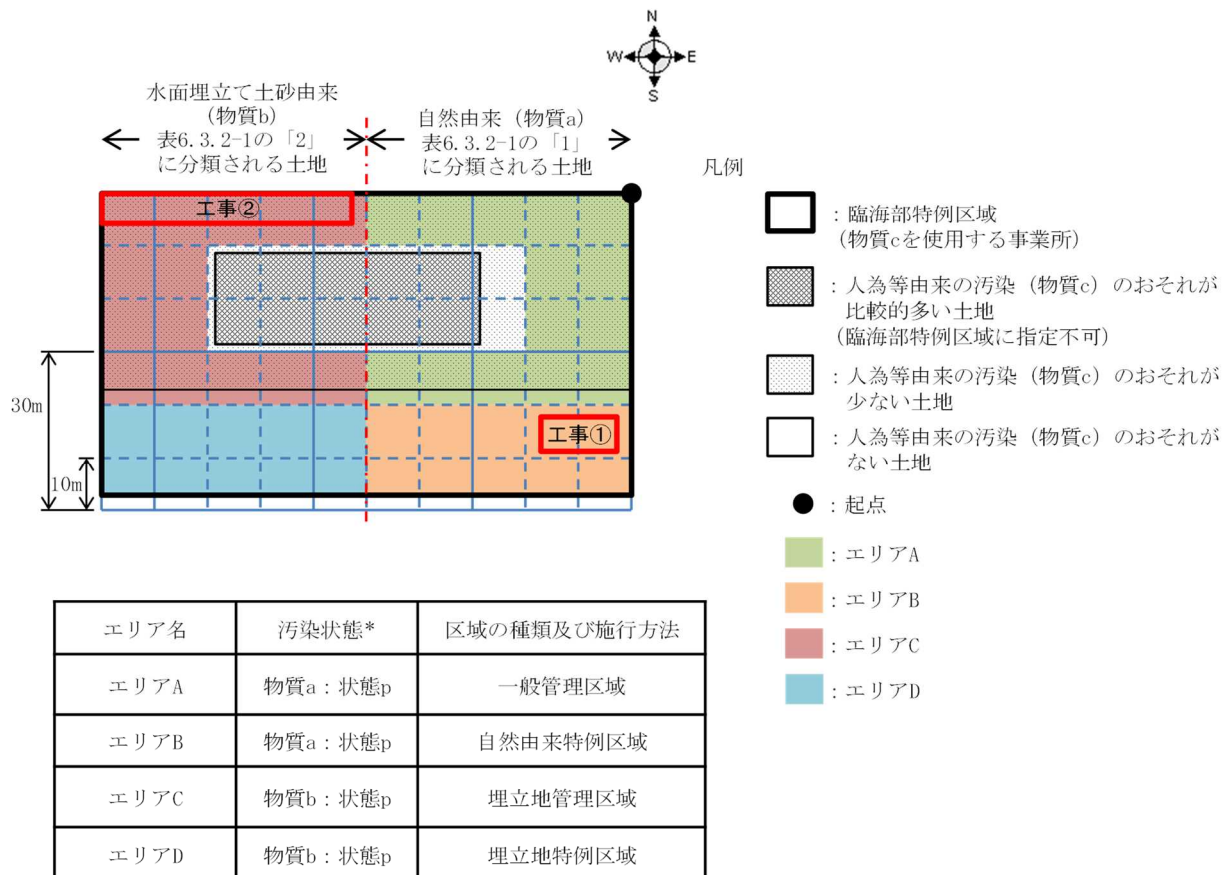 N
W E
S
水面埋立て土砂由来
(物質b)
表6.3.2-1の「2」
に分類される土地
自然由来(物質a)
表6.3.2-1の「1」
に分類される土地
凡例
工事②
工事①
30m
10m
:臨海部特例区域
(物質cを使用する事業所)
:人為等由来の汚染(物質c)のおそれが
比較的多い土地
(臨海部特例区域に指定不可)
:人為等由来の汚染(物質c)のおそれが
少ない土地
:人為等由来の汚染(物質c)のおそれが
ない土地
:起点
:エリアA
:エリアB
:エリアC
:エリアD
エリア名 汚染状態* 区域の種類及び施行方法
エリアA 物質a:状態p 一般管理区域
エリアB 物質a:状態p 自然由来特例区域
エリアC 物質b:状態p 埋立地管理区域
エリアD 物質b:状態p 埋立地特例区域